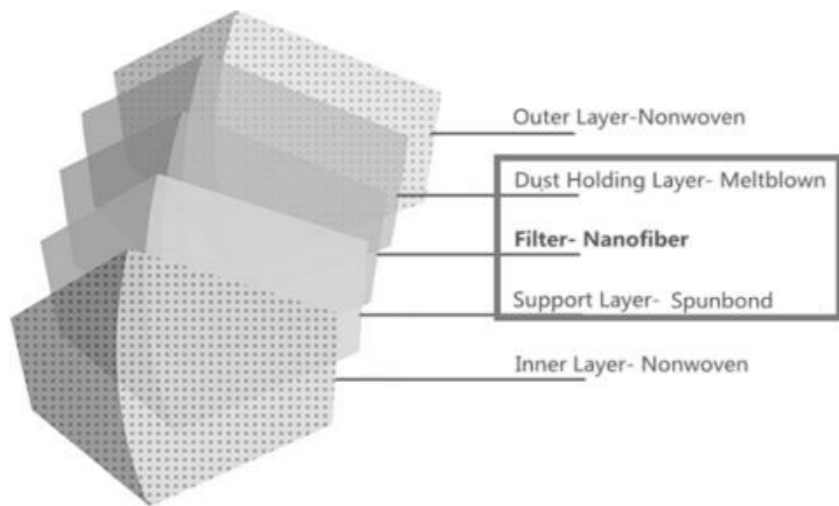 Outer Layer-Nonwoven
Dust Holding Layer- Meltblown
Filter- Nanofiber
Support Layer- Spunbond
Inner Layer- Nonwoven